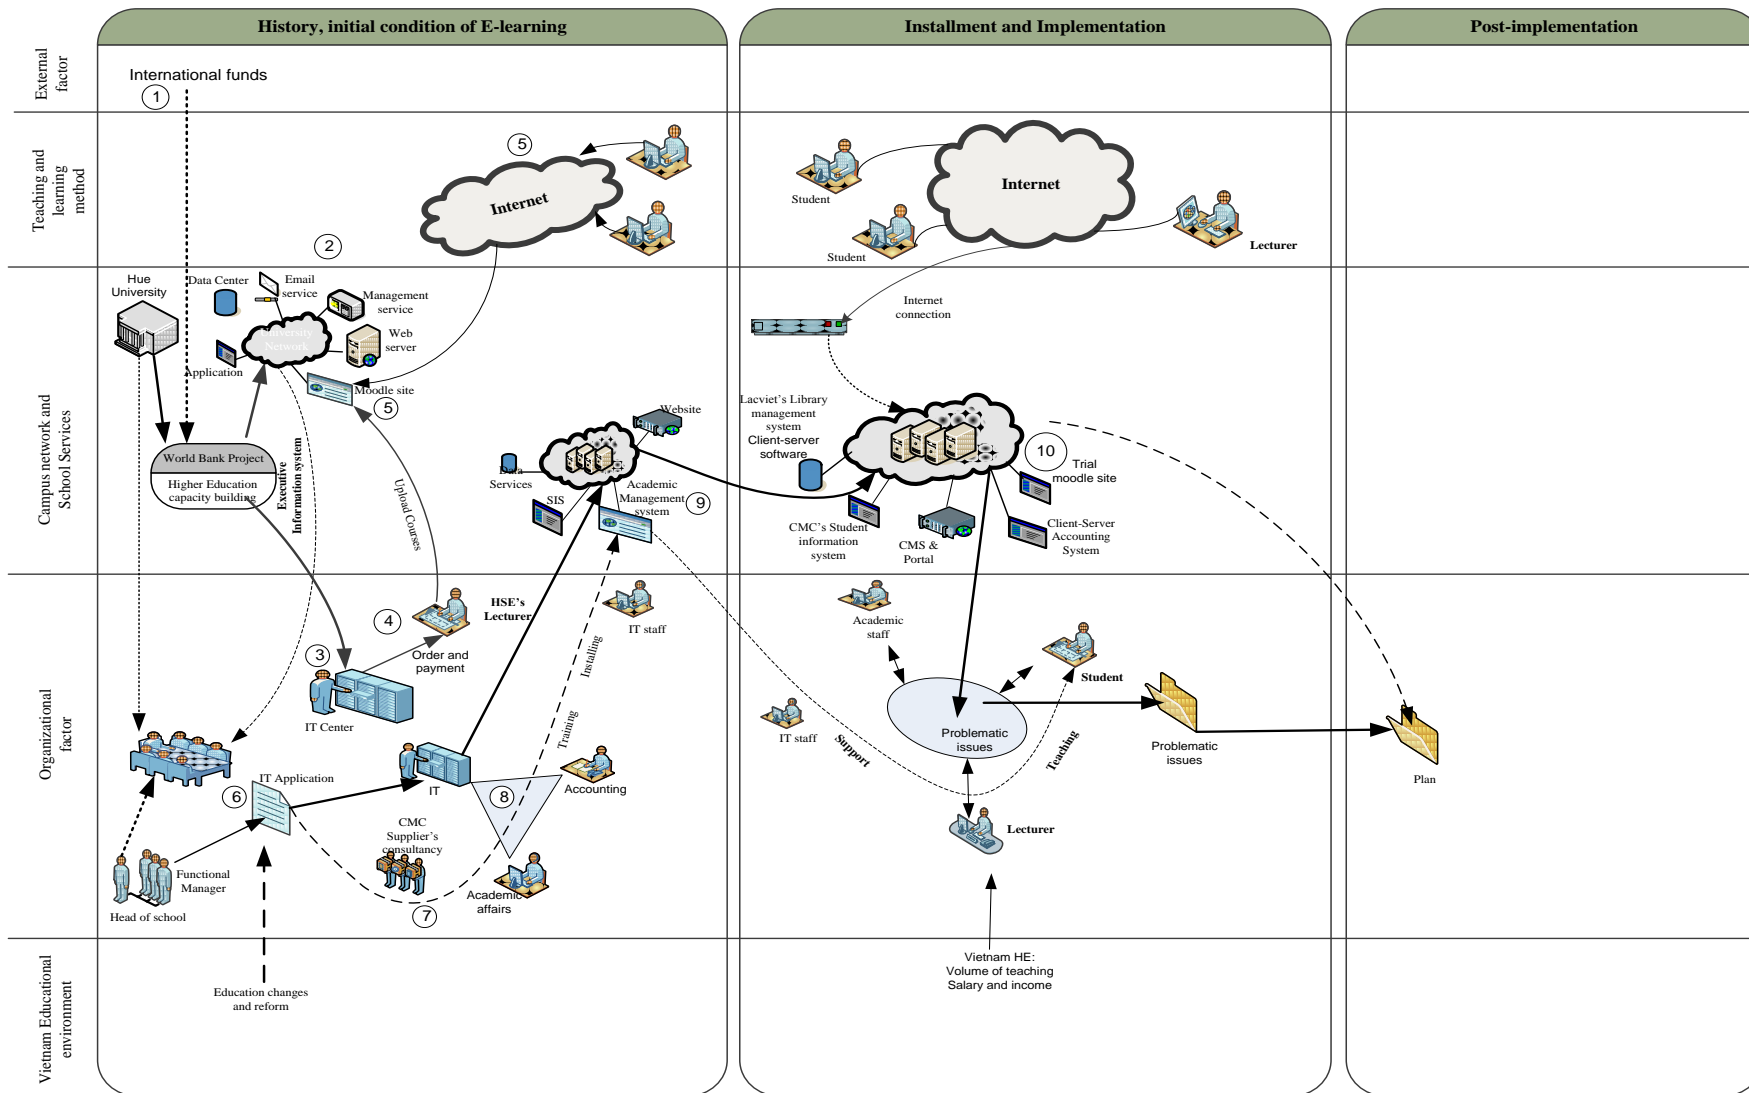 History, initial condition of E-learning
Installment and Implementation
Post-implementation
External
factor
International funds
1
Teaching and
learning
method
5
Internet
Internet
Student
Student
Lecturer
2
Campus network and
School Services
Hue
University
Data Center
Email
service
Management
service
University
Network
Web
server
Application
Moodle site
5
World Bank Project
Higher Education
capacity building
Executive
Information system
Upload Courses
Website
Data
Services
SIS
Academic
Management
system
9
Internet
connection
Lacviet's Library
management
system
Client-server
software
CMC's Student
information
system
CMS &
Portal
10
Trial
moodle site
Client-Server
Accounting
System
Organizational
factor
4
HSE's
Lecturer
Order and
payment
3
IT Center
IT staff
Installing
Training
IT Application
6
IT
8
Accounting
CMC
Supplier's
consultancy
Functional
Manager
Head of school
7
Academic
affairs
Academic
staff
IT staff
Support
Problematic
issues
Student
Teaching
Lecturer
Problematic
issues
Plan
Vietnam Educational
environment
Education changes
and reform
Vietnam HE:
Volume of teaching
Salary and income